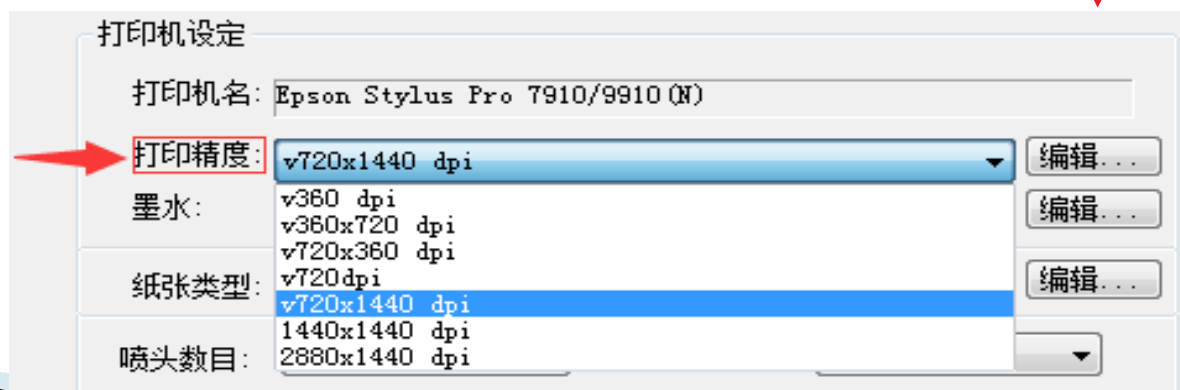 打印机设定
打印机名: Epson Stylus Pro 7910/9910(N)
打印精度: v720x1440 dpi 编辑...
v360 dpi
墨水: 编辑...
v360x720 dpi
v720x360 dpi
纸张类型: v720dpi 编辑...
v720x1440 dpi
1440x1440 dpi
喷头数目: 2880x1440 dpi